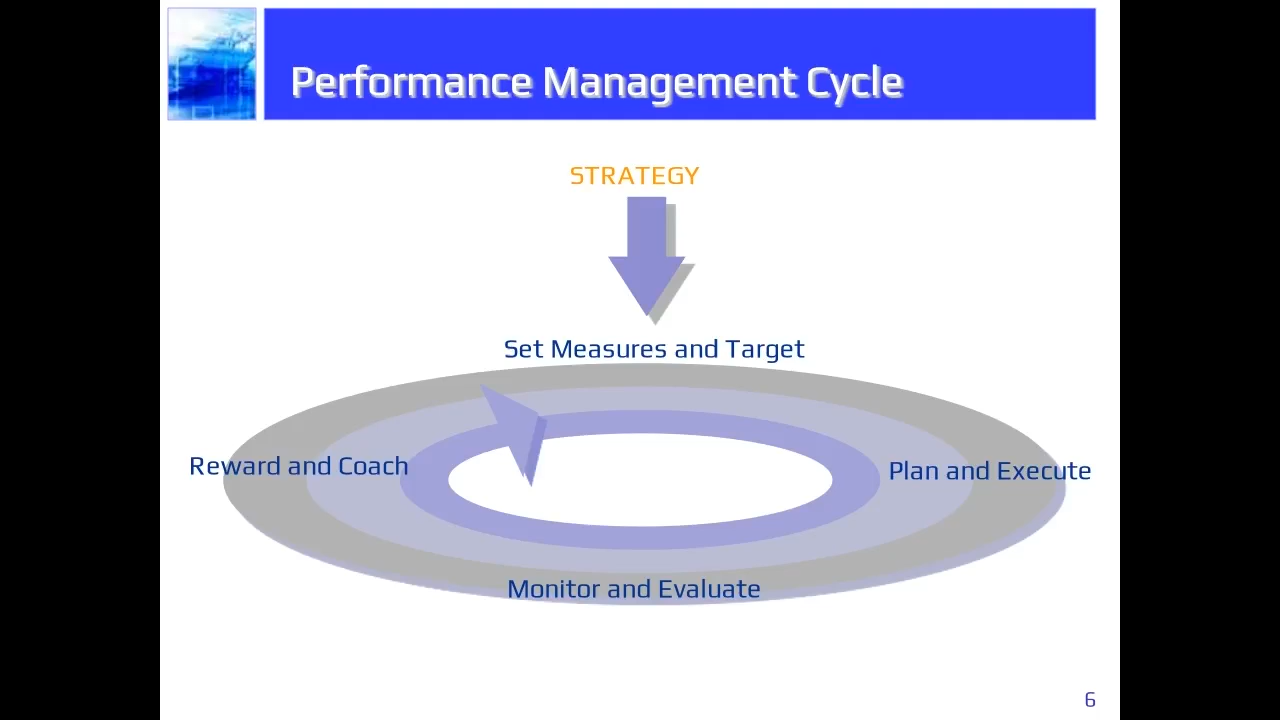 Performance Management Cycle
STRATEGY
Set Measures and Target
Reward and Coach
Plan and Execute
Monitor and Evaluate
6